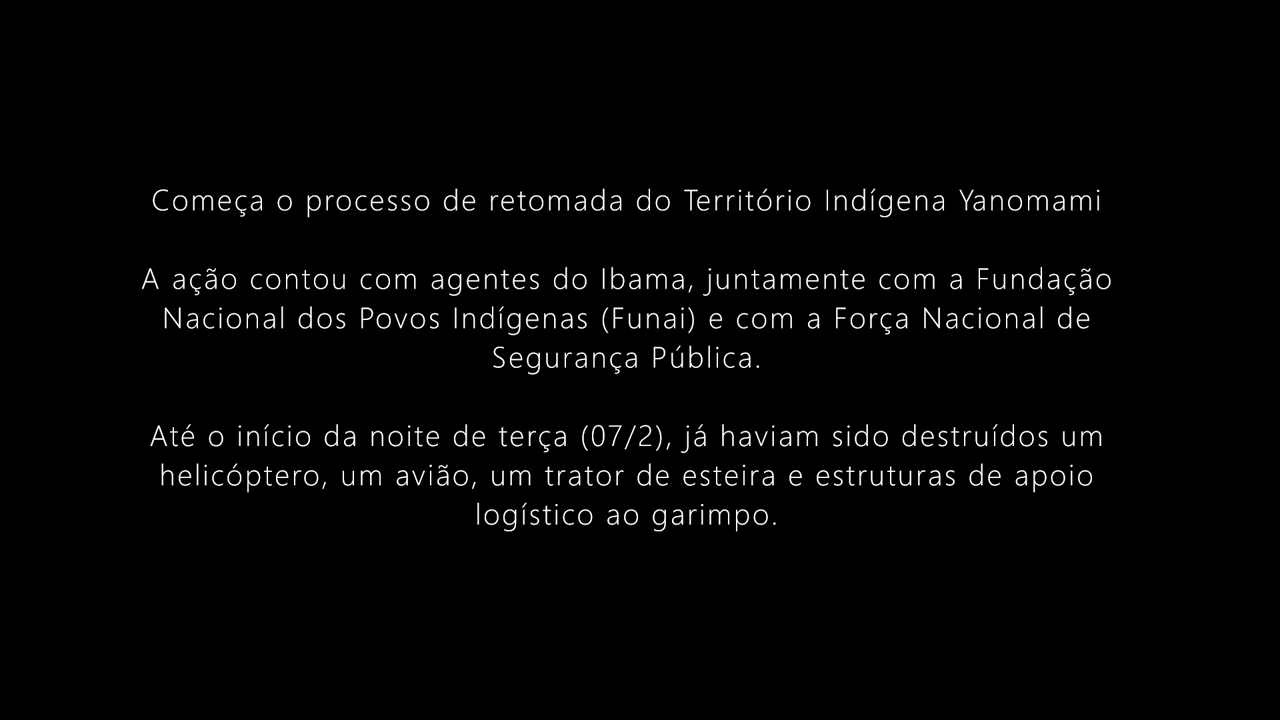 Começa o processo de retomada do Território Indígena Yanomami
A ação contou com agentes do Ibama, juntamente com a Fundação
Nacional dos Povos Indígenas (Funai) e com a Força Nacional de
Segurança Pública.
Até o início da noite de terça (07/2), já haviam sido destruídos um
helicóptero, um avião, um trator de esteira e estruturas de apoio
logístico ao garimpo.